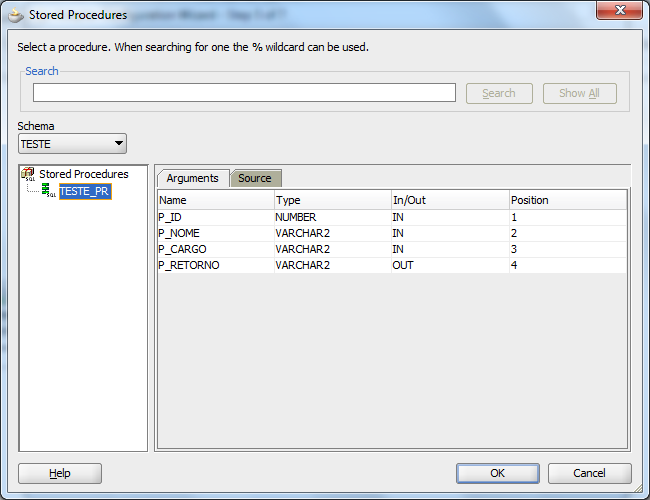 Stored Procedures
Select a procedure. When searching for one the % wildcard can be used.
Search
Search Show All
Schema
TESTE
Stored Procedures
TESTE_PR
SQL
Arguments Source
Name Type In/Out Position
P_ID NUMBER IN 1
P_NOME VARCHAR2 IN 2
P_CARGO VARCHAR2 IN 3
P_RETORNO VARCHAR2 OUT 4
Help OK Cancel